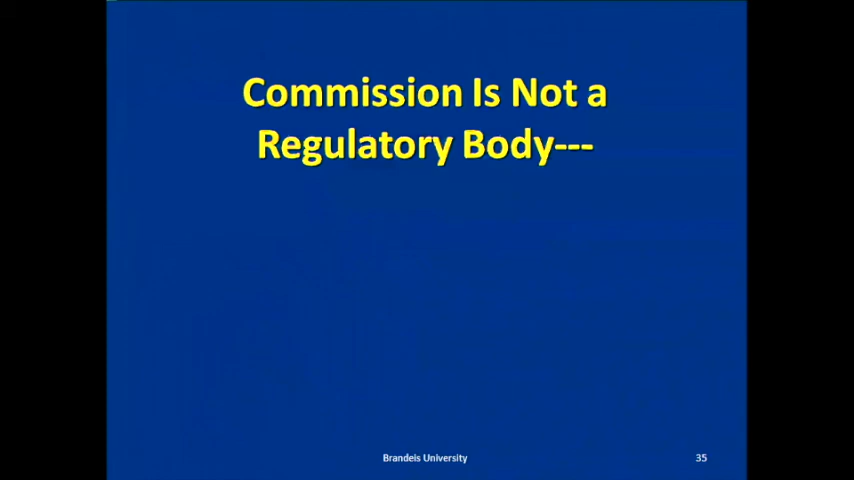 Commission Is Not a
Regulatory Body---
Brandeis University
35